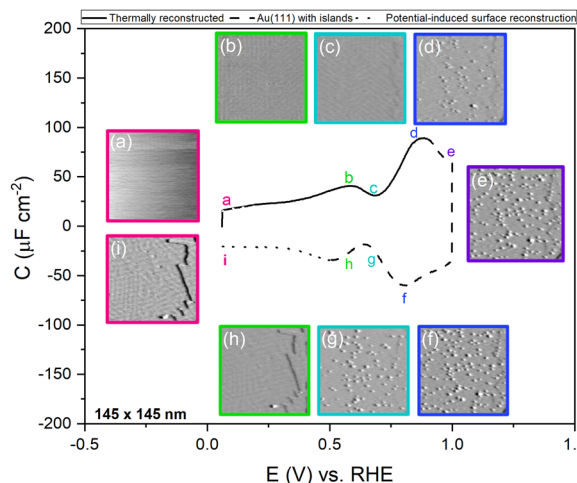 Thermally reconstructed Au(111) with islands Potential-induced surface reconstruction
(b) (c) (d)
(a)
(e)
(i)
(h) (g) (f)
a b c d e
i h g f
200
150
100
50
0
-50
-100
-150
-200
C (μF cm⁻²)
145 x 145 nm
-0.5 0.0 0.5 1.0 1.
E (V) vs. RHE